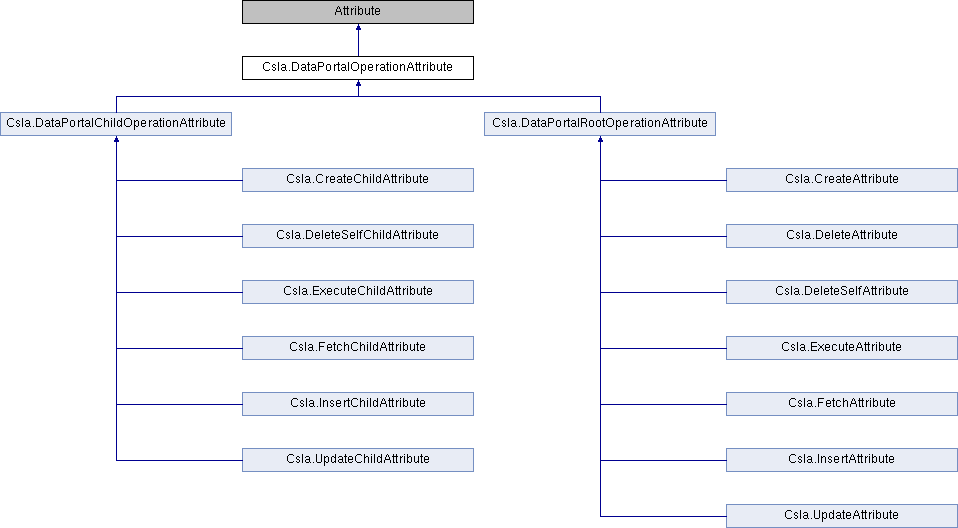 Attribute
Csla.DataPortalOperationAttribute
Csla.DataPortalChildOperationAttribute
Csla.DataPortalRootOperationAttribute
Csla.CreateChildAttribute
Csla.CreateAttribute
Csla.DeleteSelfChildAttribute
Csla.DeleteAttribute
Csla.ExecuteChildAttribute
Csla.DeleteSelfAttribute
Csla.FetchChildAttribute
Csla.ExecuteAttribute
Csla.InsertChildAttribute
Csla.FetchAttribute
Csla.UpdateChildAttribute
Csla.InsertAttribute
Csla.UpdateAttribute